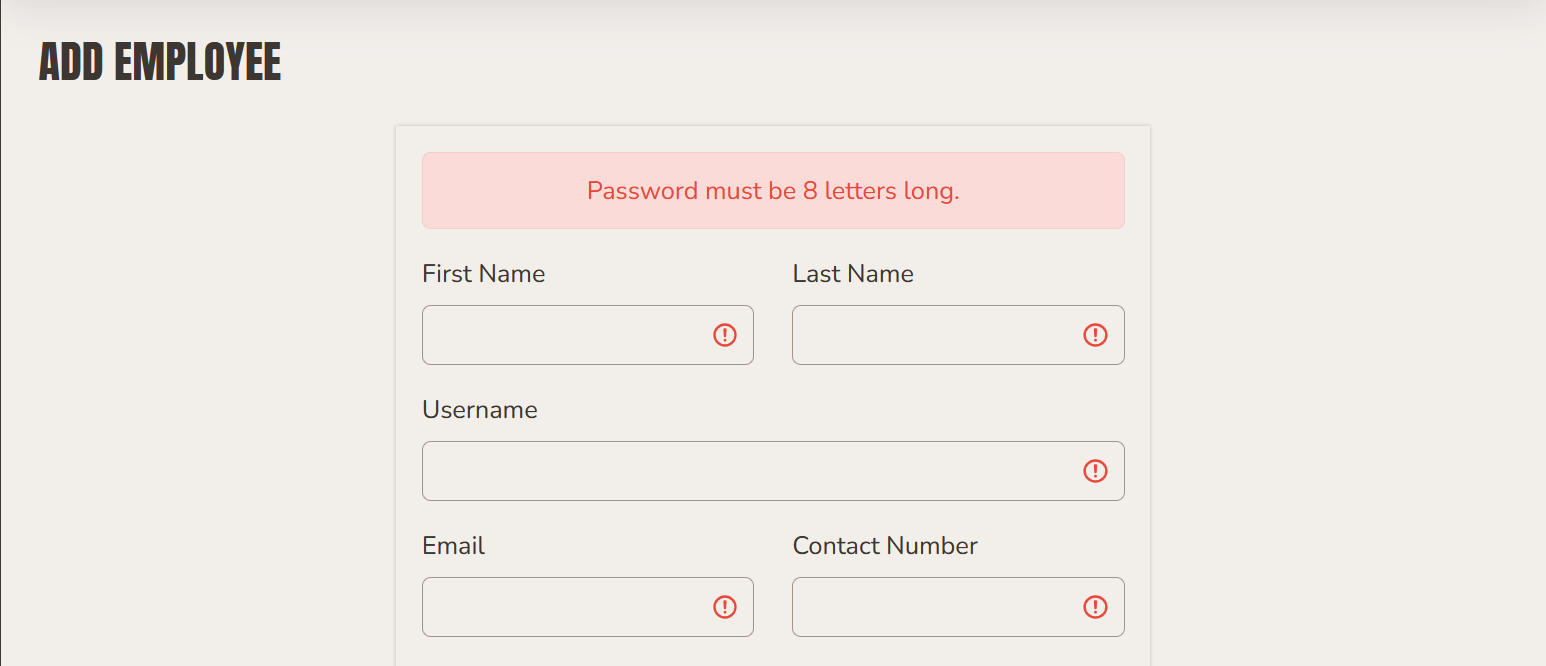 ADD EMPLOYEE
Password must be 8 letters long.
First Name Last Name
Username
Email Contact Number